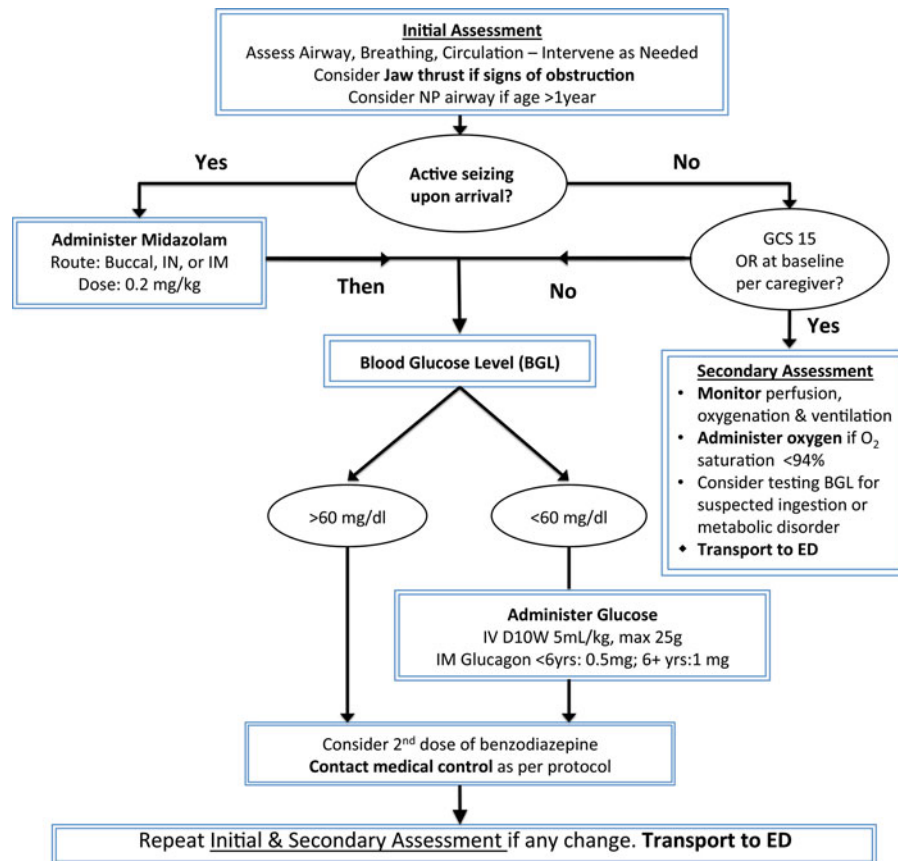 Initial Assessment
Assess Airway, Breathing, Circulation – Intervene as Needed
Consider Jaw thrust if signs of obstruction
Consider NP airway if age >1year
Yes
Active seizing
upon arrival?
No
Administer Midazolam
Route: Buccal, IN, or IM
Dose: 0.2 mg/kg
Then
No
GCS 15
OR at baseline
per caregiver?
Yes
Blood Glucose Level (BGL)
Secondary Assessment
• Monitor perfusion,
oxygenation & ventilation
• Administer oxygen if O₂
saturation <94%
• Consider testing BGL for
suspected ingestion or
metabolic disorder
◆ Transport to ED
>60 mg/dl
<60 mg/dl
Administer Glucose
IV D10W 5mL/kg, max 25g
IM Glucagon <6yrs: 0.5mg; 6+ yrs:1 mg
Consider 2ⁿᵈ dose of benzodiazepine
Contact medical control as per protocol
Repeat Initial & Secondary Assessment if any change. Transport to ED